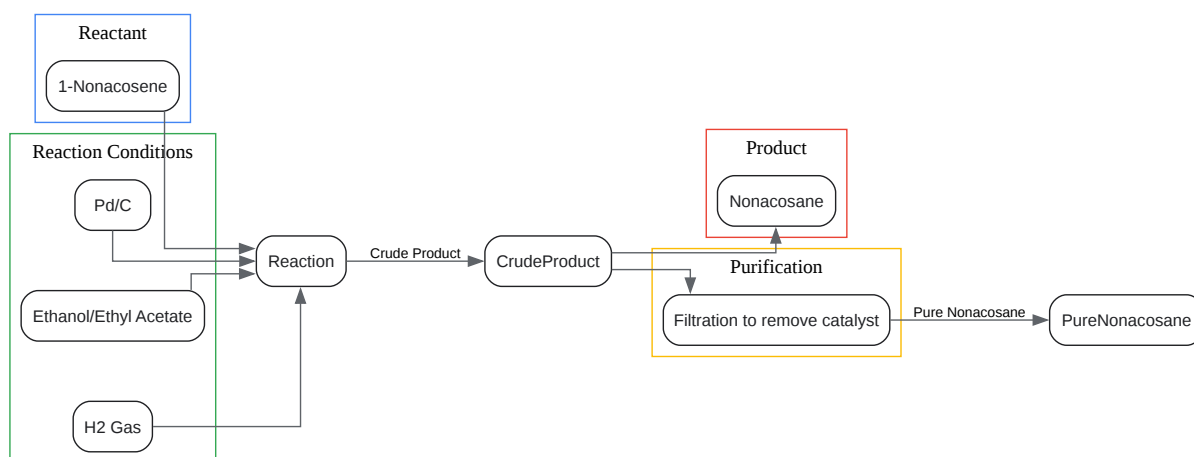 Reactant
1-Nonacosene
Reaction Conditions
Pd/C
Ethanol/Ethyl Acetate
H2 Gas
Reaction
Crude Product
CrudeProduct
Product
Nonacosane
Purification
Filtration to remove catalyst
Pure Nonacosane
PureNonacosane